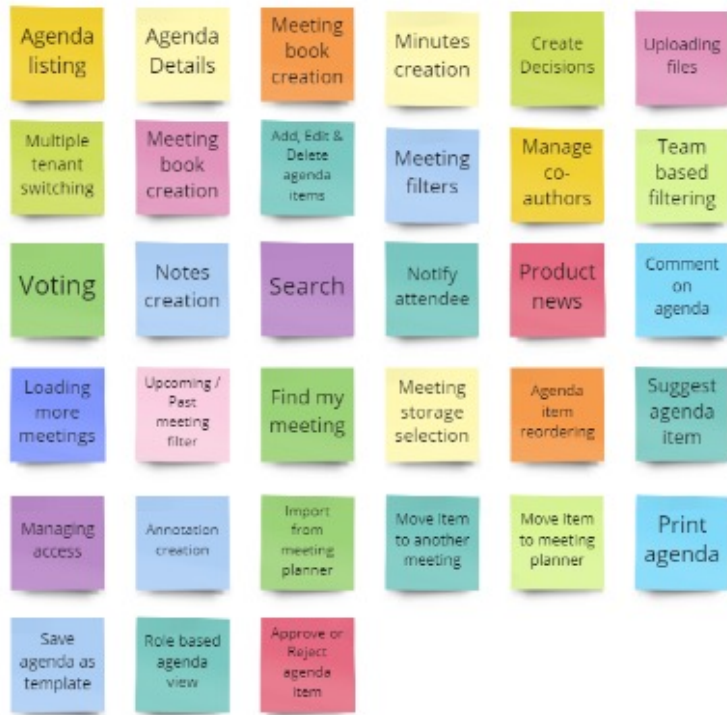 Agenda
listing
Agenda
Details
Meeting
book
creation
Minutes
creation
Create
Decisions
Uploading
files
Multiple
tenant
switching
Meeting
book
creation
Add, Edit &
Delete
agenda
items
Meeting
filters
Manage
co-
authors
Team
based
filtering
Voting
Notes
creation
Search
Notify
attendee
Product
news
Comment
on
agenda
Loading
more
meetings
Upcoming /
Past
meeting
filter
Find my
meeting
Meeting
storage
selection
Agenda
item
reordering
Suggest
agenda
item
Managing
access
Annotation
creation
Import
from
meeting
planner
Move Item
to another
meeting
Move Item
to meeting
planner
Print
agenda
Save
agenda as
template
Role based
agenda
view
Approve or
Reject
agenda
item